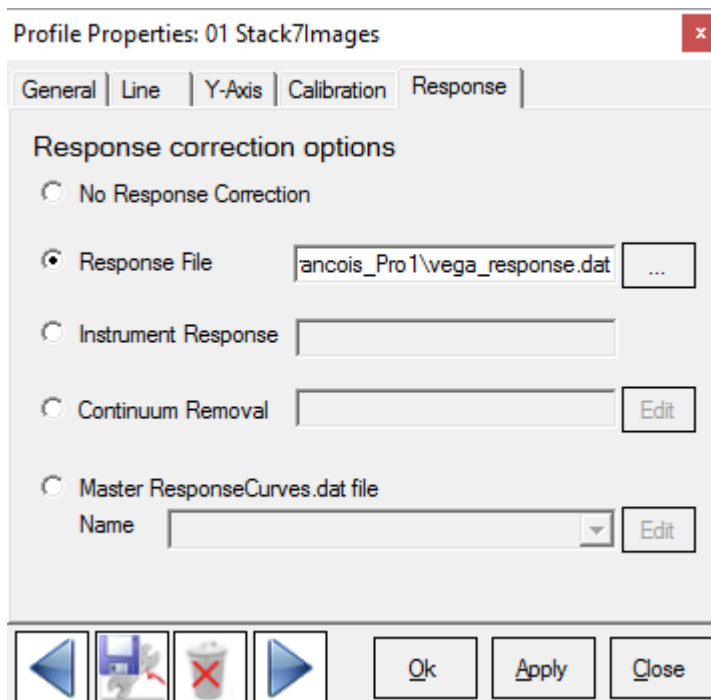 Profile Properties: 01 Stack7Images x
General Line Y-Axis Calibration Response
Response correction options
No Response Correction
Response File ancois_Pro1\vega_response.dat ...
Instrument Response
Continuum Removal Edit
Master ResponseCurves.dat file
Name Edit
Ok Apply Close